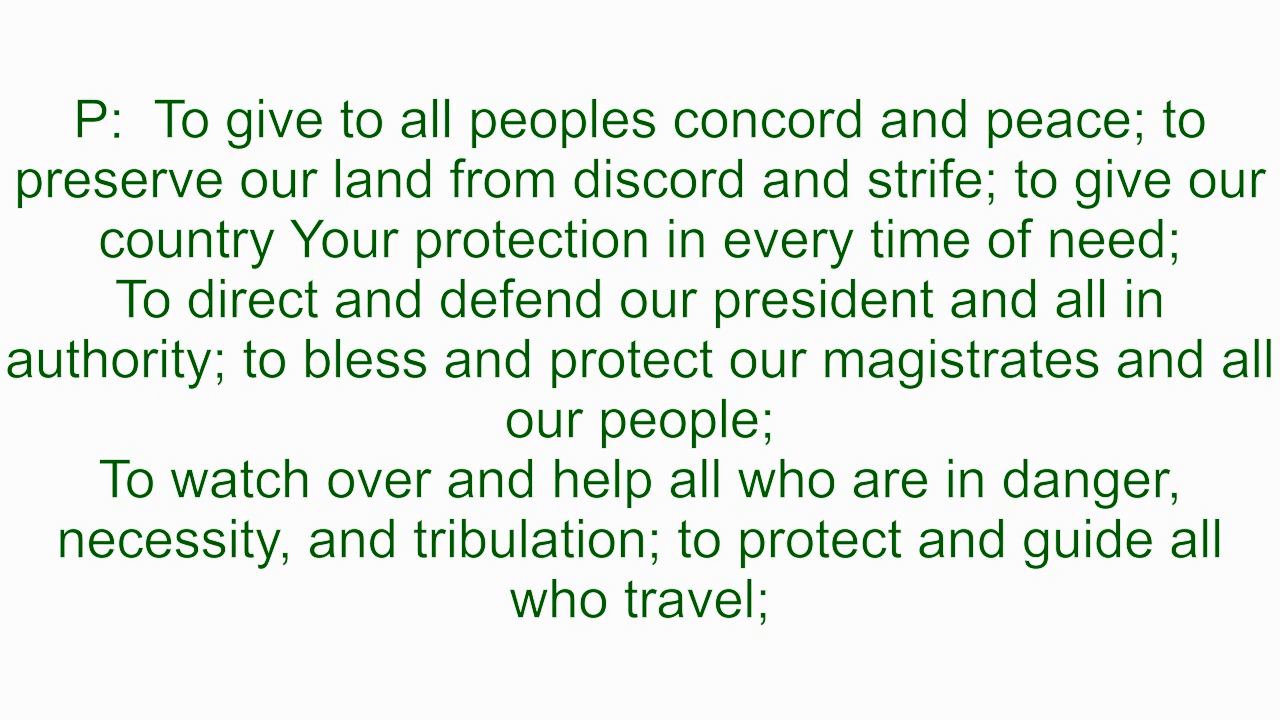 P:  To give to all peoples concord and peace; to
preserve our land from discord and strife; to give our
country Your protection in every time of need;
To direct and defend our president and all in
authority; to bless and protect our magistrates and all
our people;
To watch over and help all who are in danger,
necessity, and tribulation; to protect and guide all
who travel;